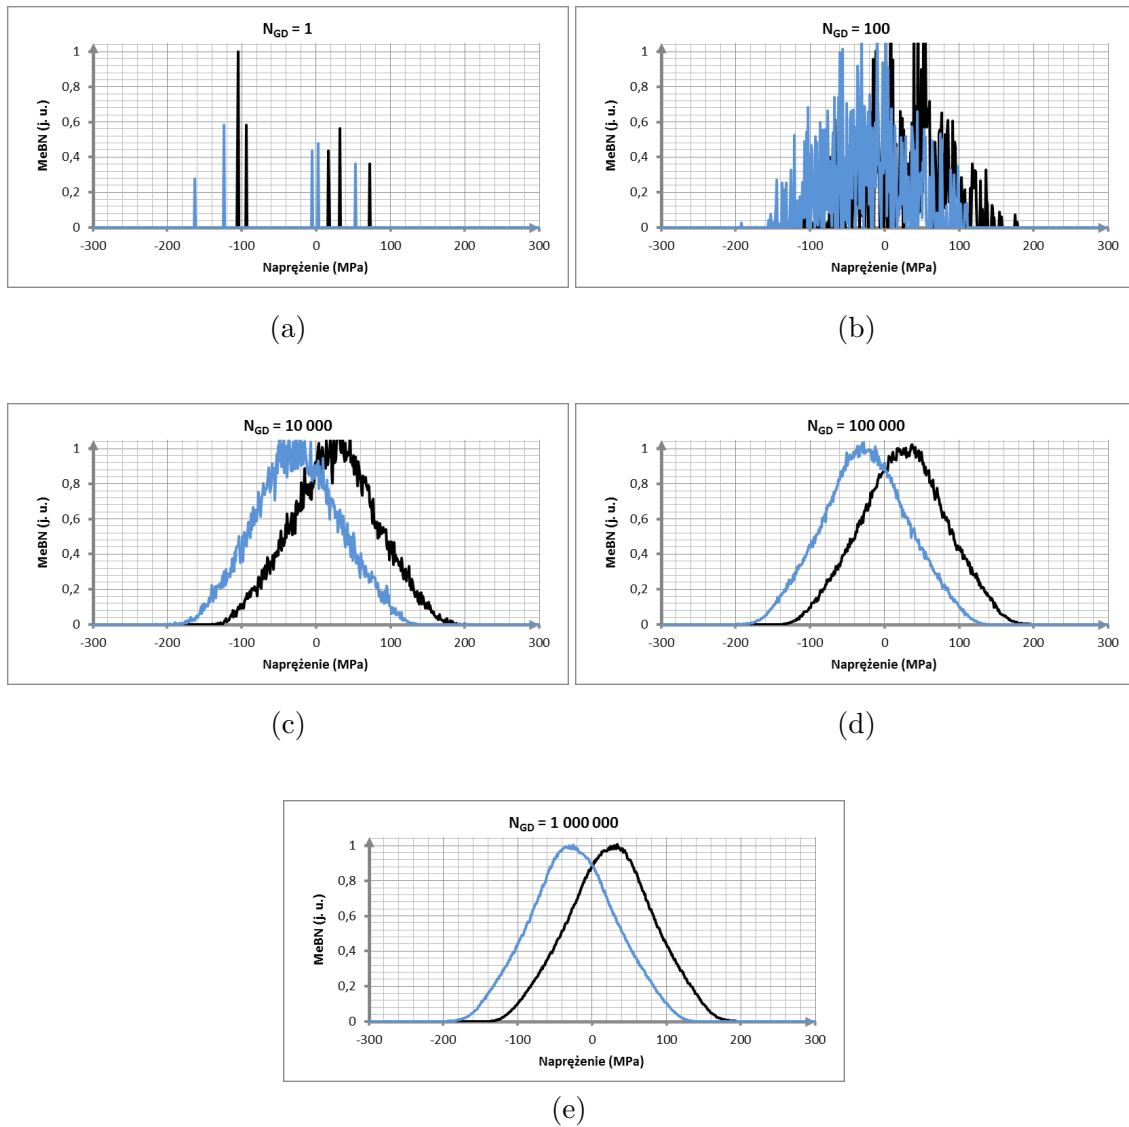 N_GD = 1
MeBN (j. u.)
1
0,8
0,6
0,4
0,2
0
-300 -200 -100 0 100 200 300
Naprężenie (MPa)
(a)
N_GD = 100
MeBN (j. u.)
1
0,8
0,6
0,4
0,2
0
-300 -200 -100 0 100 200 300
Naprężenie (MPa)
(b)
N_GD = 10 000
MeBN (j. u.)
1
0,8
0,6
0,4
0,2
0
-300 -200 -100 0 100 200 300
Naprężenie (MPa)
(c)
N_GD = 100 000
MeBN (j. u.)
1
0,8
0,6
0,4
0,2
0
-300 -200 -100 0 100 200 300
Naprężenie (MPa)
(d)
N_GD = 1 000 000
MeBN (j. u.)
1
0,8
0,6
0,4
0,2
0
-300 -200 -100 0 100 200 300
Naprężenie (MPa)
(e)